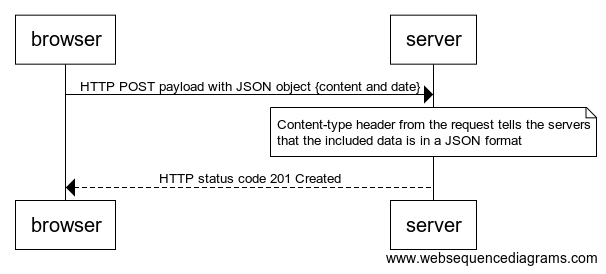 browser
server
HTTP POST payload with JSON object {content and date}
Content-type header from the request tells the servers
that the included data is in a JSON format
HTTP status code 201 Created
browser
server
www.websequencediagrams.com